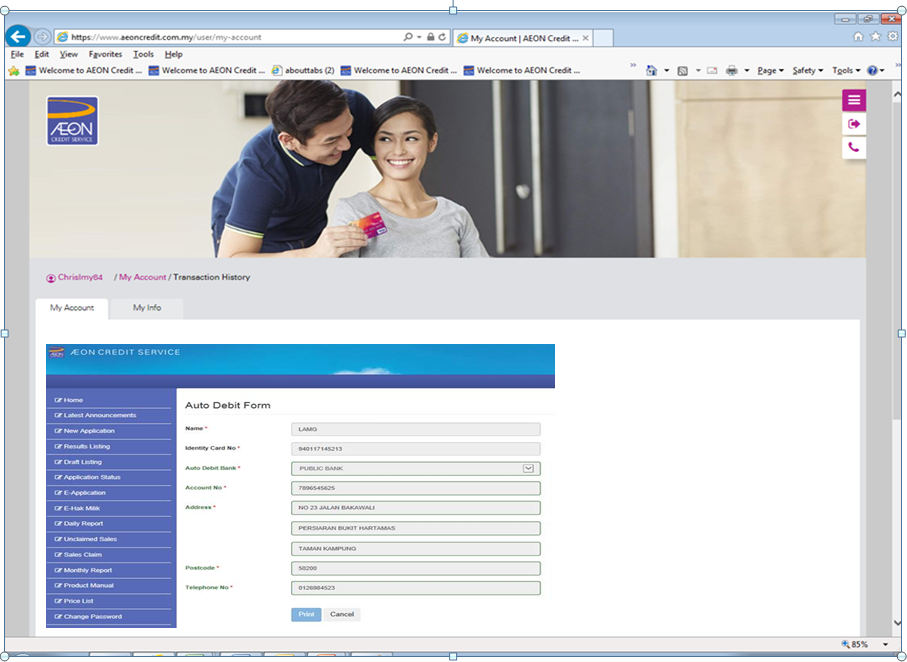 https://www.aeoncredit.com.my/user/my-account
My Account | AEON Credit ...
File Edit View Favorites Tools Help
Welcome to AEON Credit ... Welcome to AEON Credit ... abouttabs (2) Welcome to AEON Credit ... Welcome to AEON Credit ... Page Safety Tools
ÆON
CREDIT SERVICE
Chrislmy64 / My Account / Transaction History
My Account My Info
ÆON CREDIT SERVICE
Home
Latest Announcements
New Application
Results Listing
Draft Listing
Application Status
E-Application
E-Hak Milik
Daily Report
Unclaimed Sales
Sales Claim
Monthly Report
Product Manual
Price List
Change Password
Auto Debit Form
Name * LAMG
Identity Card No * 940117145213
Auto Debit Bank * PUBLIC BANK
Account No * 7896545625
Address * NO 23 JALAN BAKAWALI
PERSIARAN BUKIT HARTAMAS
TAMAN KAMPUNG
Postcode * 50200
Telephone No * 0126984523
Print Cancel
85%